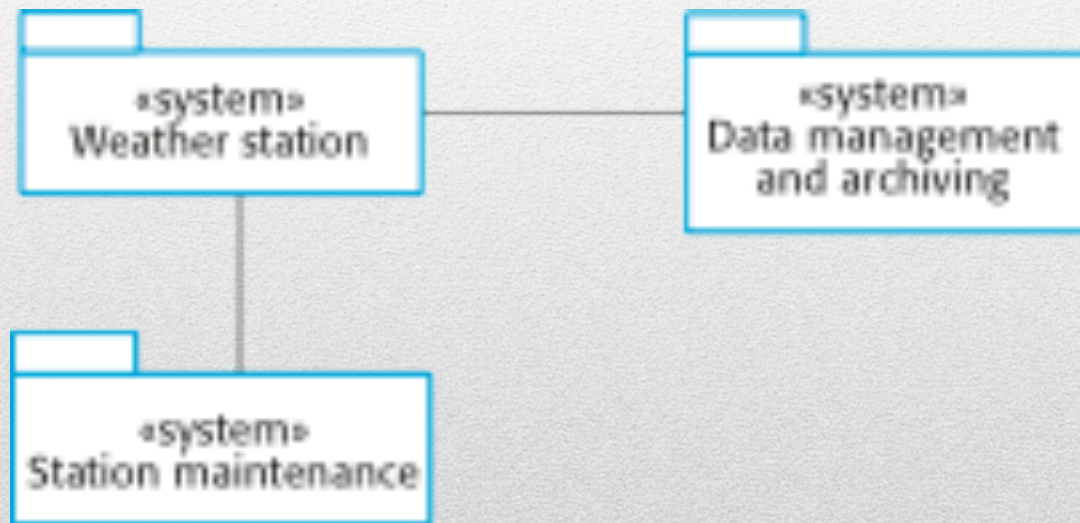 «system»
Weather station
«system»
Data management
and archiving
«system»
Station maintenance